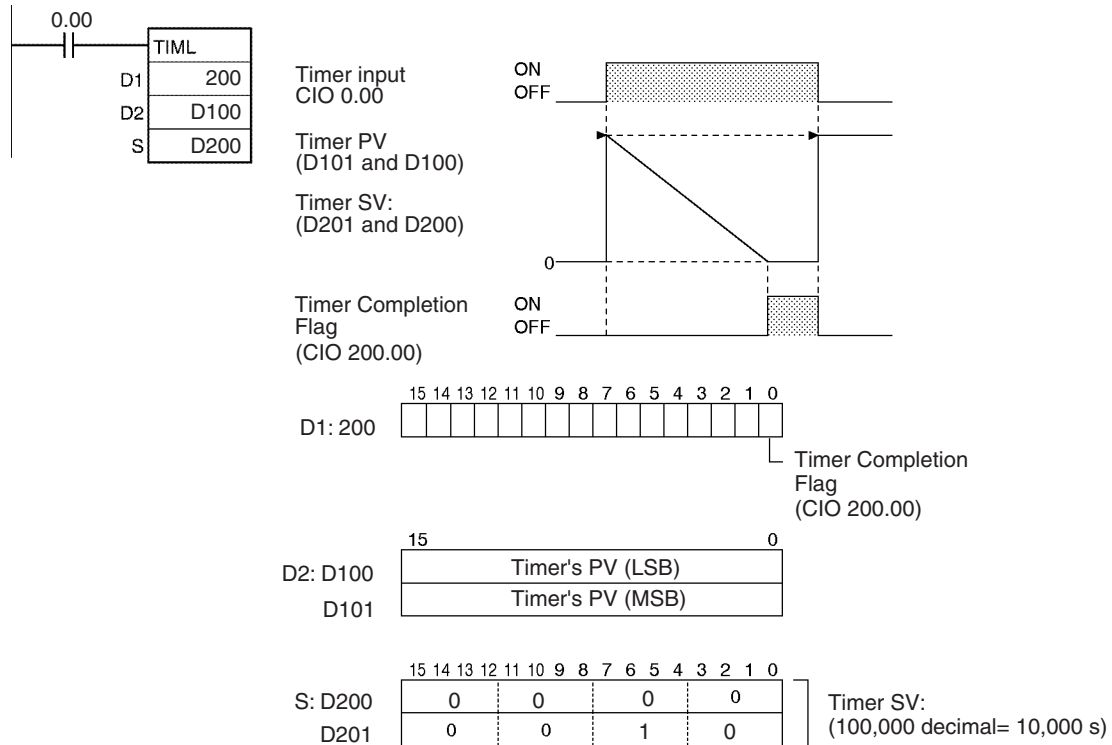 0.00
TIML
D1 200
D2 D100
S D200
Timer input
CIO 0.00
ON
OFF
Timer PV
(D101 and D100)
Timer SV:
(D201 and D200)
0
Timer Completion
Flag
(CIO 200.00)
ON
OFF
15 14 13 12 11 10 9 8 7 6 5 4 3 2 1 0
D1: 200
Timer Completion
Flag
(CIO 200.00)
15 0
D2: D100 Timer's PV (LSB)
D101 Timer's PV (MSB)
15 14 13 12 11 10 9 8 7 6 5 4 3 2 1 0
S: D200 0 0 0 0
D201 0 0 1 0
Timer SV:
(100,000 decimal= 10,000 s)